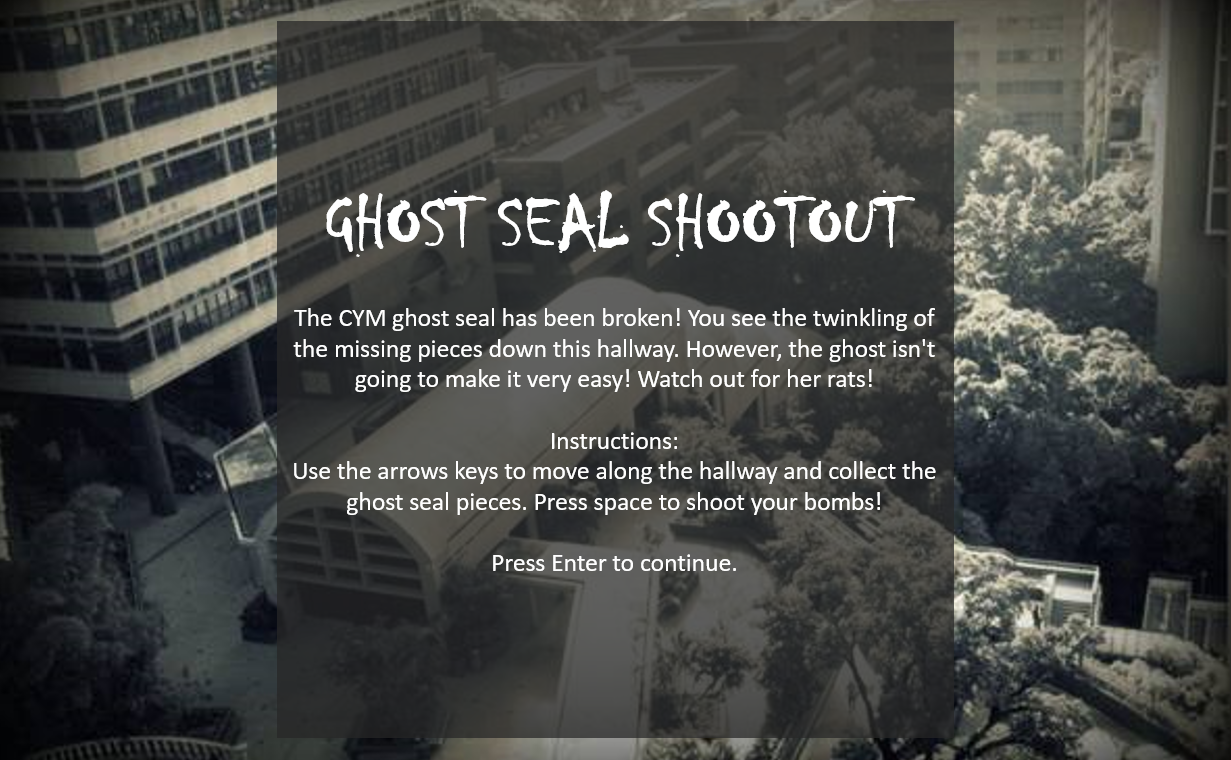 GHOST SEAL SHOOTOUT
The CYM ghost seal has been broken! You see the twinkling of
the missing pieces down this hallway. However, the ghost isn't
going to make it very easy! Watch out for her rats!
Instructions:
Use the arrows keys to move along the hallway and collect the
ghost seal pieces. Press space to shoot your bombs!
Press Enter to continue.